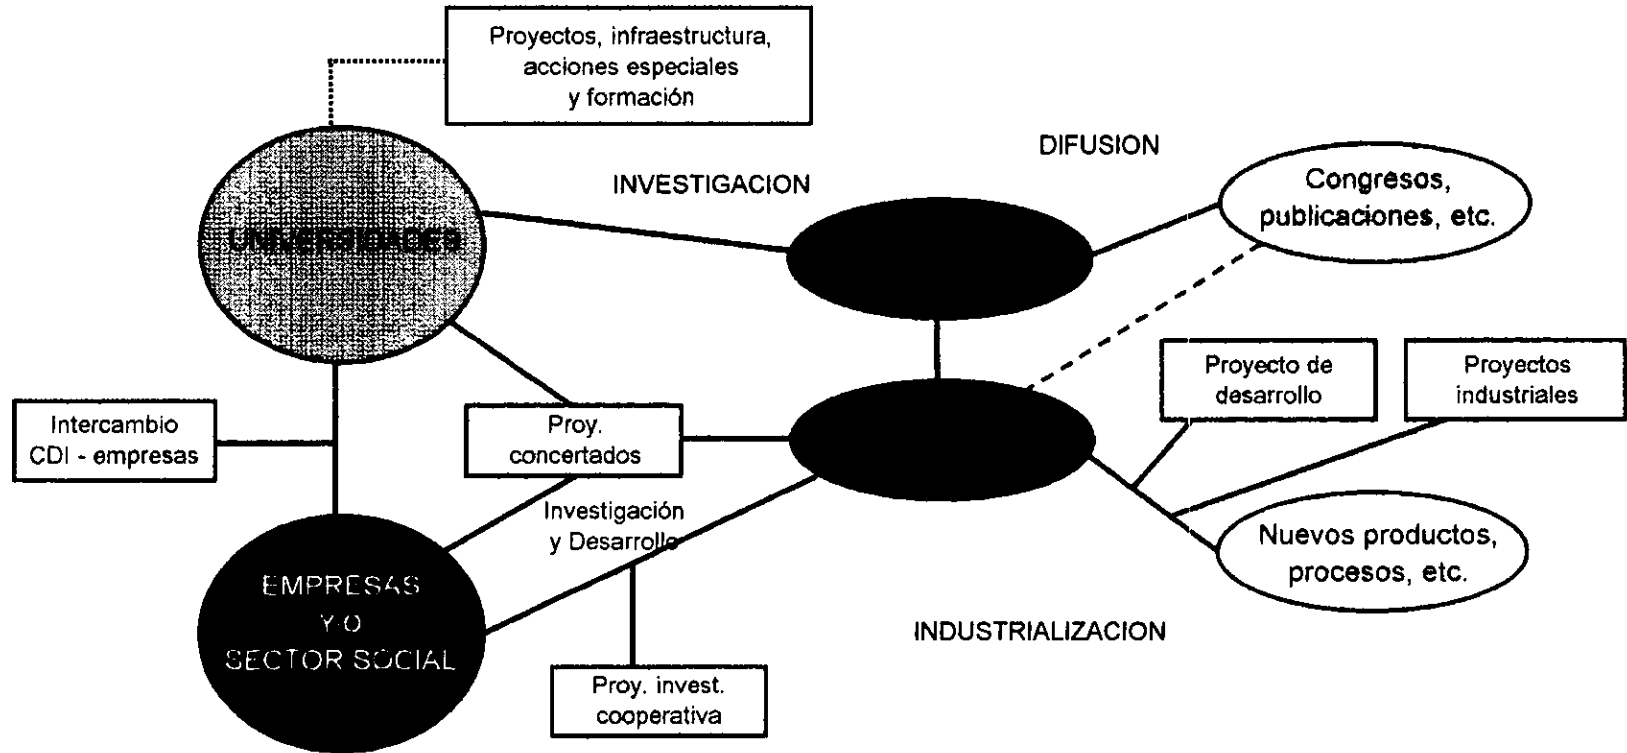 Proyectos, infraestructura,
acciones especiales
y formación
DIFUSION
INVESTIGACION
Congresos,
publicaciones, etc.
UNIVERSIDADES
Proyecto de
desarrollo
Proyectos
industriales
Intercambio
CDI - empresas
Proy.
concertados
Investigación
y Desarrollo
Nuevos productos,
procesos, etc.
EMPRESAS
Y/O
SECTOR SOCIAL
INDUSTRIALIZACION
Proy. invest.
cooperativa